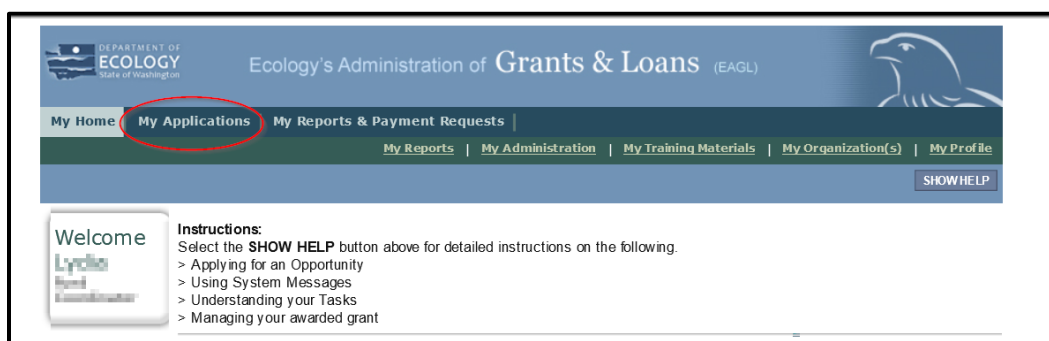 DEPARTMENT OF
ECOLOGY
State of Washington
Ecology's Administration of Grants & Loans (EAGL)
My Home My Applications My Reports & Payment Requests |
My Reports | My Administration | My Training Materials | My Organization(s) | My Profile
SHOW HELP
Welcome
Instructions:
Select the SHOW HELP button above for detailed instructions on the following.
> Applying for an Opportunity
> Using System Messages
> Understanding your Tasks
> Managing your awarded grant